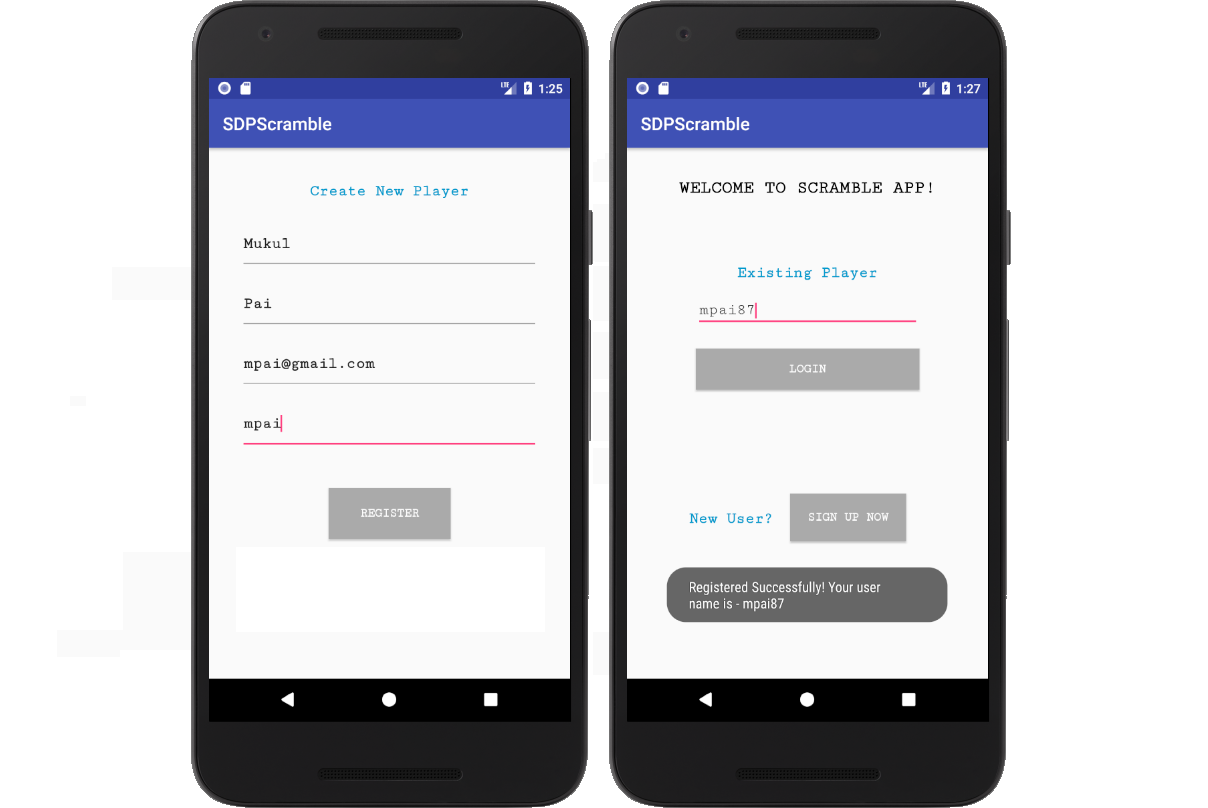 LTE 1:25
SDPScramble
Create New Player
Mukul
Pai
mpai@gmail.com
mpai
REGISTER
LTE 1:27
SDPScramble
WELCOME TO SCRAMBLE APP!
Existing Player
mpai87
LOGIN
New User? SIGN UP NOW
Registered Successfully! Your user
name is - mpai87